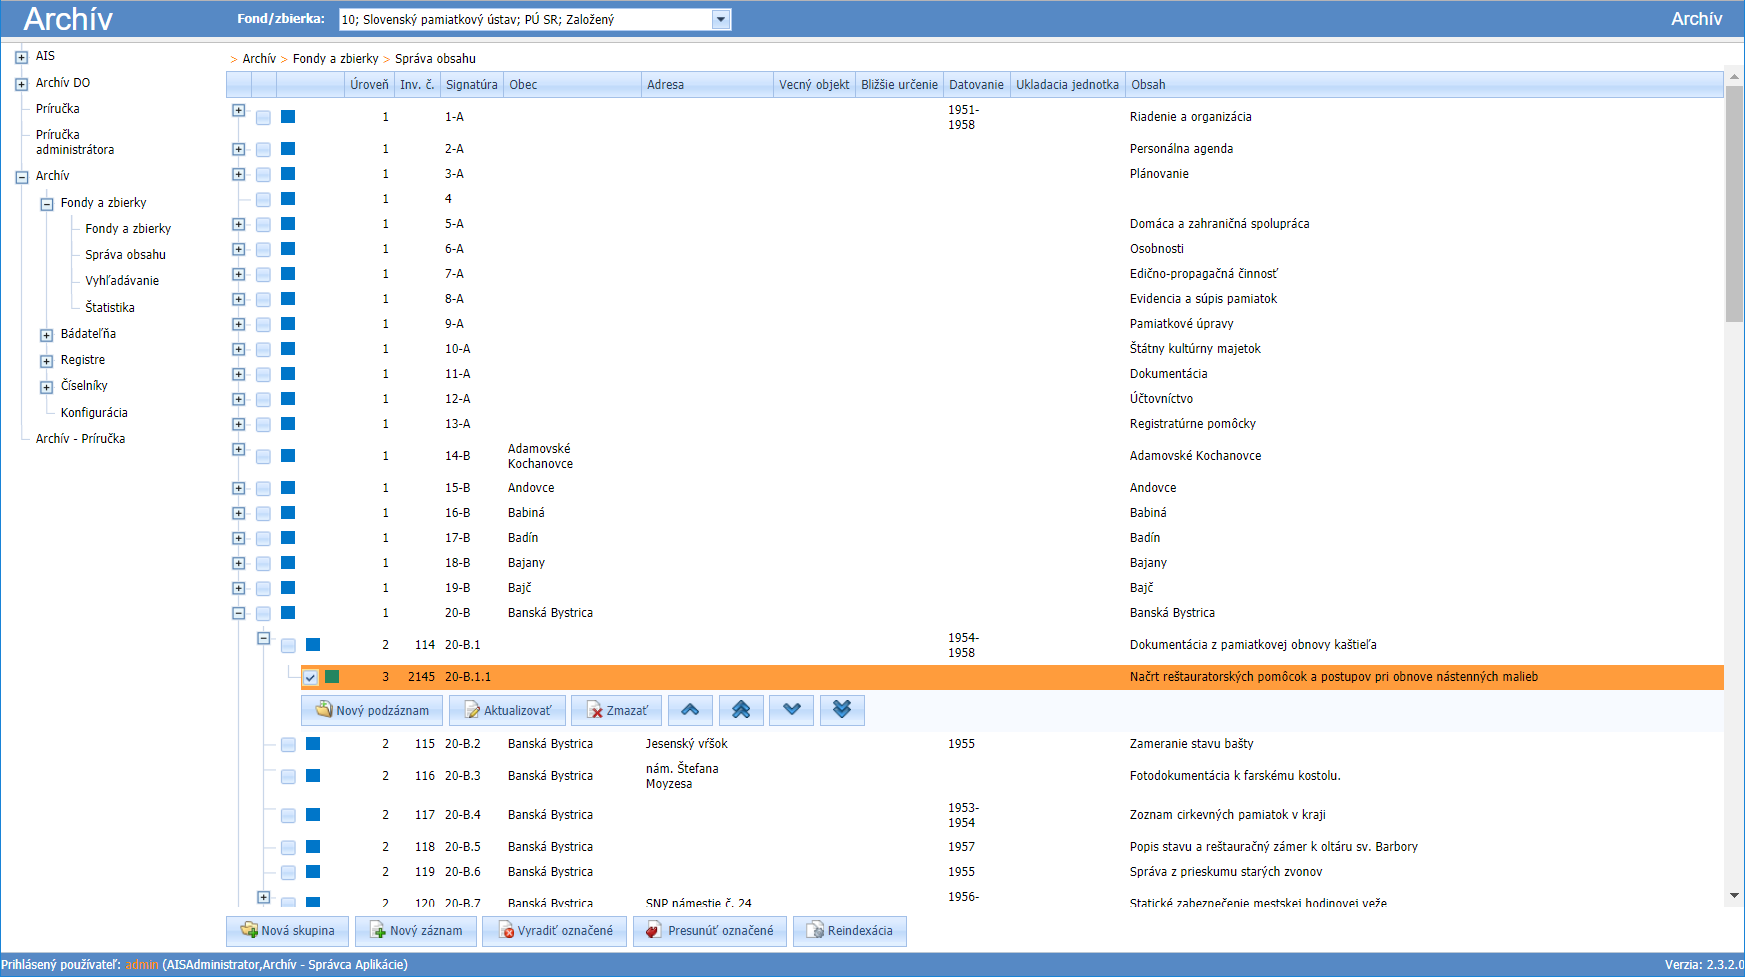 Archív
Fond/zbierka: 10; Slovenský pamiatkový ústav; PÚ SR; Založený
Archív
AIS
Archív DO
Príručka
Príručka
administrátora
Archív
Fondy a zbierky
Fondy a zbierky
Správa obsahu
Vyhľadávanie
Štatistika
Bádateľňa
Registre
Číselníky
Konfigurácia
Archív - Príručka
> Archív > Fondy a zbierky > Správa obsahu
Úroveň Inv. č. Signatúra Obec Adresa Vecný objekt Bližšie určenie Datovanie Ukladacia jednotka Obsah
1 1-A 1951-
1958 Riadenie a organizácia
1 2-A Personálna agenda
1 3-A Plánovanie
1 4
1 5-A Domáca a zahraničná spolupráca
1 6-A Osobnosti
1 7-A Edično-propagačná činnosť
1 8-A Evidencia a súpis pamiatok
1 9-A Pamiatkové úpravy
1 10-A Štátny kultúrny majetok
1 11-A Dokumentácia
1 12-A Účtovníctvo
1 13-A Registratúrne pomôcky
1 14-B Adamovské
Kochanovce Adamovské Kochanovce
1 15-B Andovce Andovce
1 16-B Babiná Babiná
1 17-B Badín Badín
1 18-B Bajany Bajany
1 19-B Bajč Bajč
1 20-B Banská Bystrica Banská Bystrica
2 114 20-B.1 1954-
1958 Dokumentácia z pamiatkovej obnovy kaštieľa
3 2145 20-B.1.1 Načrt reštauratorských pomôcok a postupov pri obnove nástenných malieb
Nový podzáznam Aktualizovať Zmazať
2 115 20-B.2 Banská Bystrica Jesenský vŕšok 1955 Zameranie stavu bašty
2 116 20-B.3 Banská Bystrica nám. Štefana
Moyzesa Fotodokumentácia k farskému kostolu.
2 117 20-B.4 Banská Bystrica 1953-
1954 Zoznam cirkevných pamiatok v kraji
2 118 20-B.5 Banská Bystrica 1957 Popis stavu a reštauračný zámer k oltáru sv. Barbory
2 119 20-B.6 Banská Bystrica 1955 Správa z prieskumu starých zvonov
2 120 20-B.7 Banská Bystrica SNP námestie č. 24 1956- Statické zabezpečenie mestskej hodinovej veže
Nová skupina Nový záznam Vyradiť označené Presunúť označené Reindexácia
Prihlásený používateľ: admin (AISAdministrator,Archív - Správca Aplikácie) Verzia: 2.3.2.0